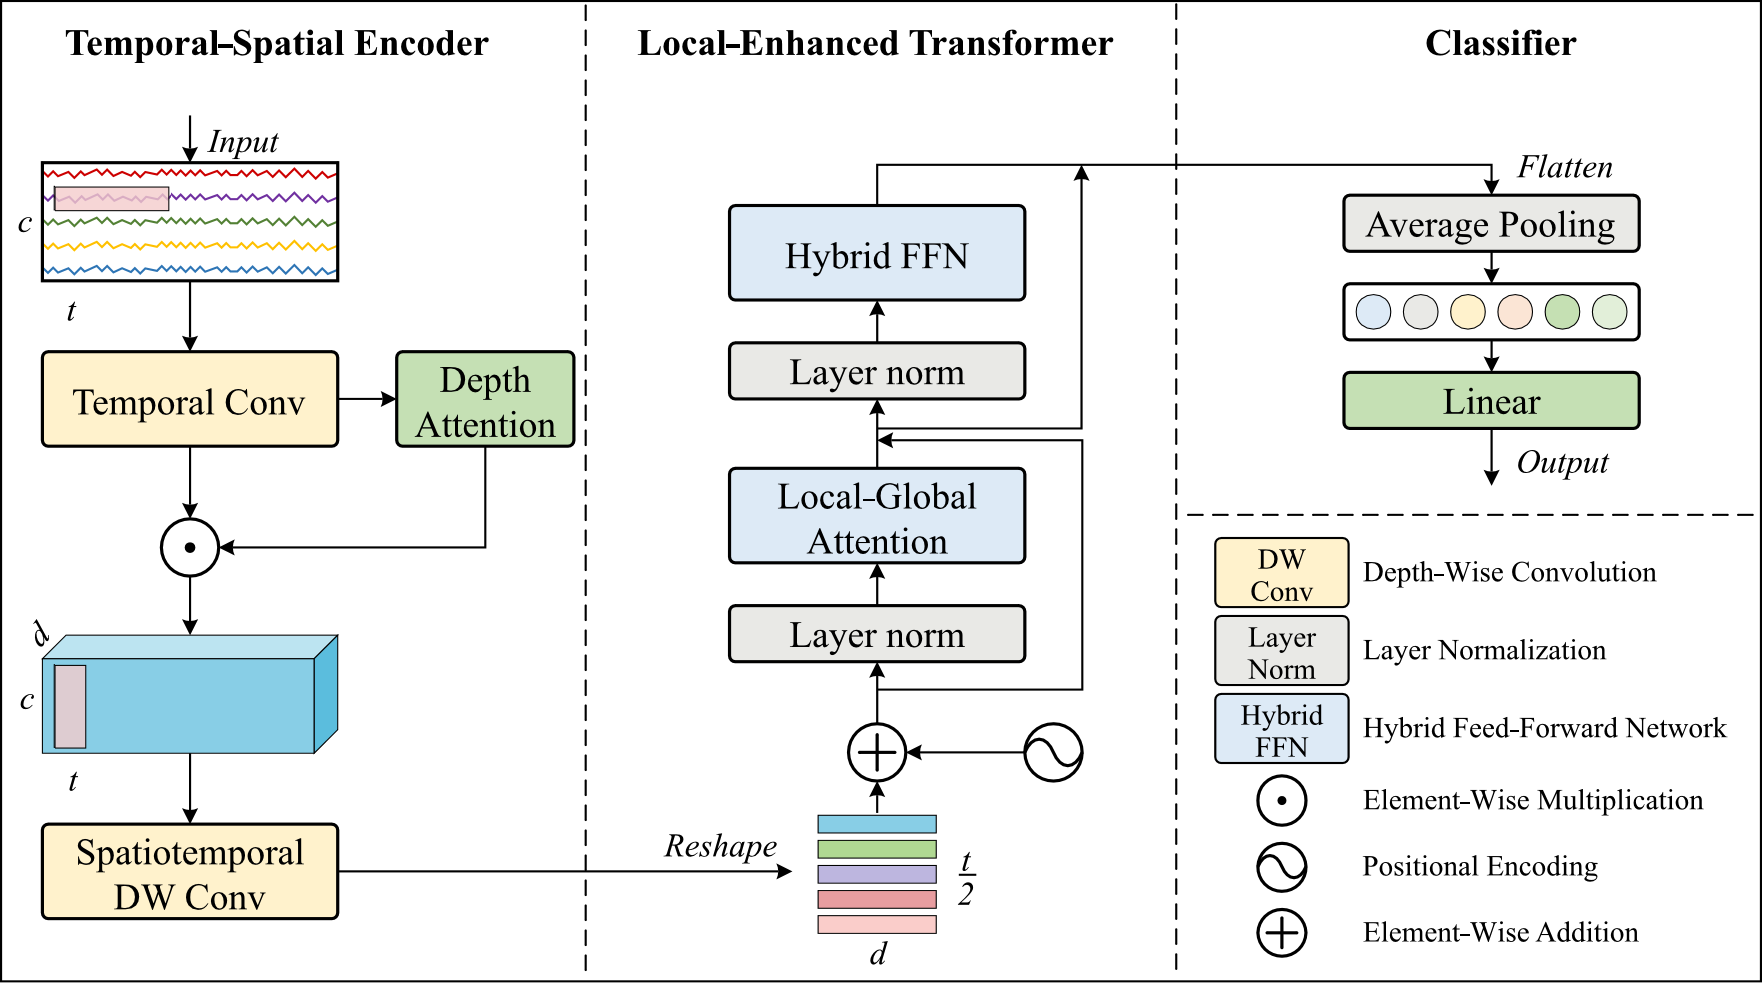 Temporal-Spatial Encoder
Input
c
t
Temporal Conv
Depth
Attention
d
c
t
Spatiotemporal
DW Conv
Local-Enhanced Transformer
Hybrid FFN
Layer norm
Local-Global
Attention
Layer norm
Reshape
t
2
d
Classifier
Flatten
Average Pooling
Linear
Output
DW
Conv
Depth-Wise Convolution
Layer
Norm
Layer Normalization
Hybrid
FFN
Hybrid Feed-Forward Network
Element-Wise Multiplication
Positional Encoding
Element-Wise Addition